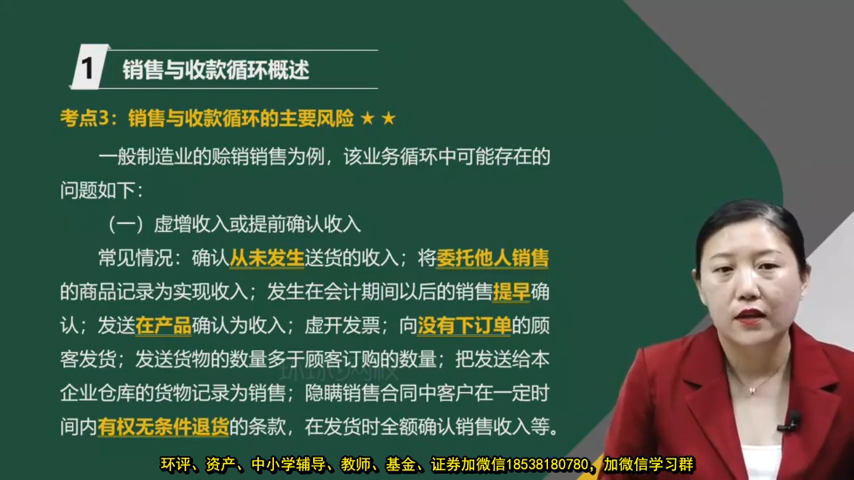 1 销售与收款循环概述
考点3：销售与收款循环的主要风险 ★ ★
一般制造业的赊销销售为例，该业务循环中可能存在的
问题如下：
（一）虚增收入或提前确认收入
常见情况：确认从未发生送货的收入；将委托他人销售
的商品记录为实现收入；发生在会计期间以后的销售提早确
认；发送在产品确认为收入；虚开发票；向没有下订单的顾
客发货；发送货物的数量多于顾客订购的数量；把发送给本
企业仓库的货物记录为销售；隐瞒销售合同中客户在一定时
间内有权无条件退货的条款，在发货时全额确认销售收入等。
环评、资产、中小学辅导、教师、基金、证券加微信18538180780，加微信学习群